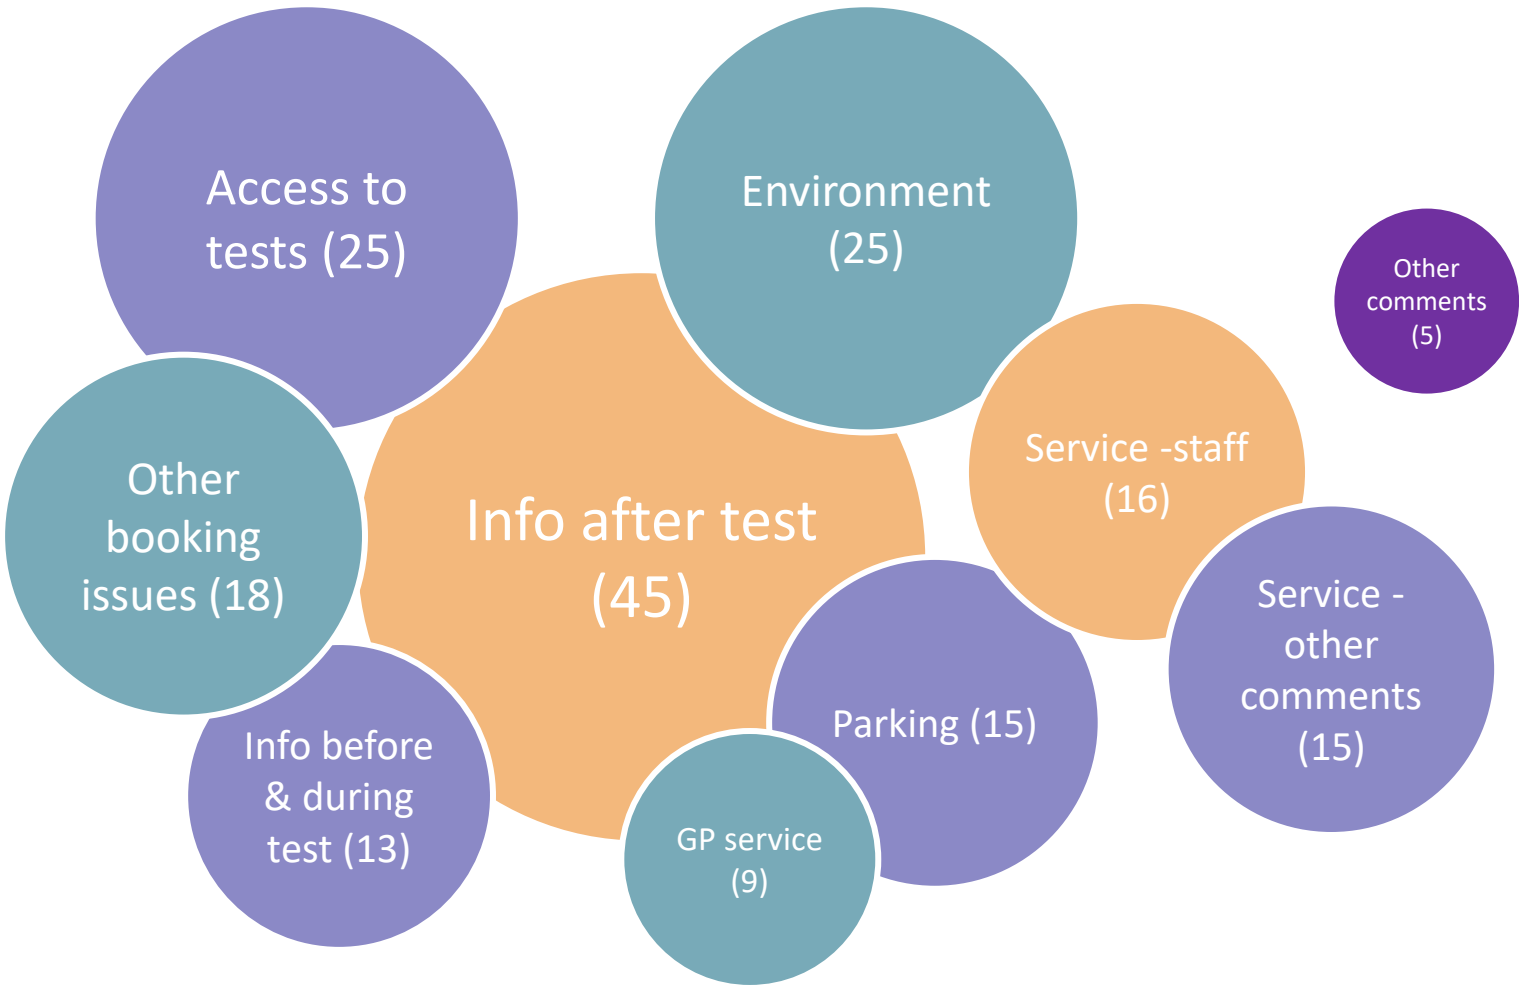 Access to
tests (25)
Environment
(25)
Other
comments
(5)
Service -staff
(16)
Other
booking
issues (18)
Info after test
(45)
Service -
other
comments
(15)
Parking (15)
Info before
& during
test (13)
GP service
(9)